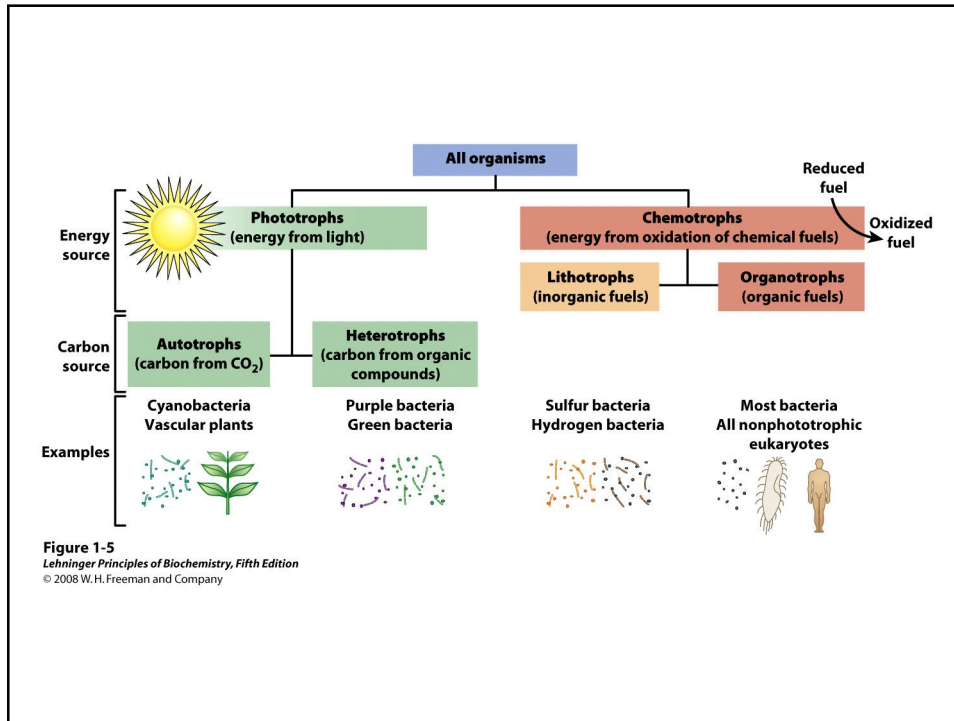 All organisms
Reduced
fuel
Oxidized
fuel
Energy
source
Phototrophs
(energy from light)
Chemotrophs
(energy from oxidation of chemical fuels)
Lithotrophs
(inorganic fuels)
Organotrophs
(organic fuels)
Carbon
source
Autotrophs
(carbon from CO₂)
Heterotrophs
(carbon from organic
compounds)
Examples
Cyanobacteria
Vascular plants
Purple bacteria
Green bacteria
Sulfur bacteria
Hydrogen bacteria
Most bacteria
All nonphototrophic
eukaryotes
Figure 1-5
Lehninger Principles of Biochemistry, Fifth Edition
© 2008 W. H. Freeman and Company